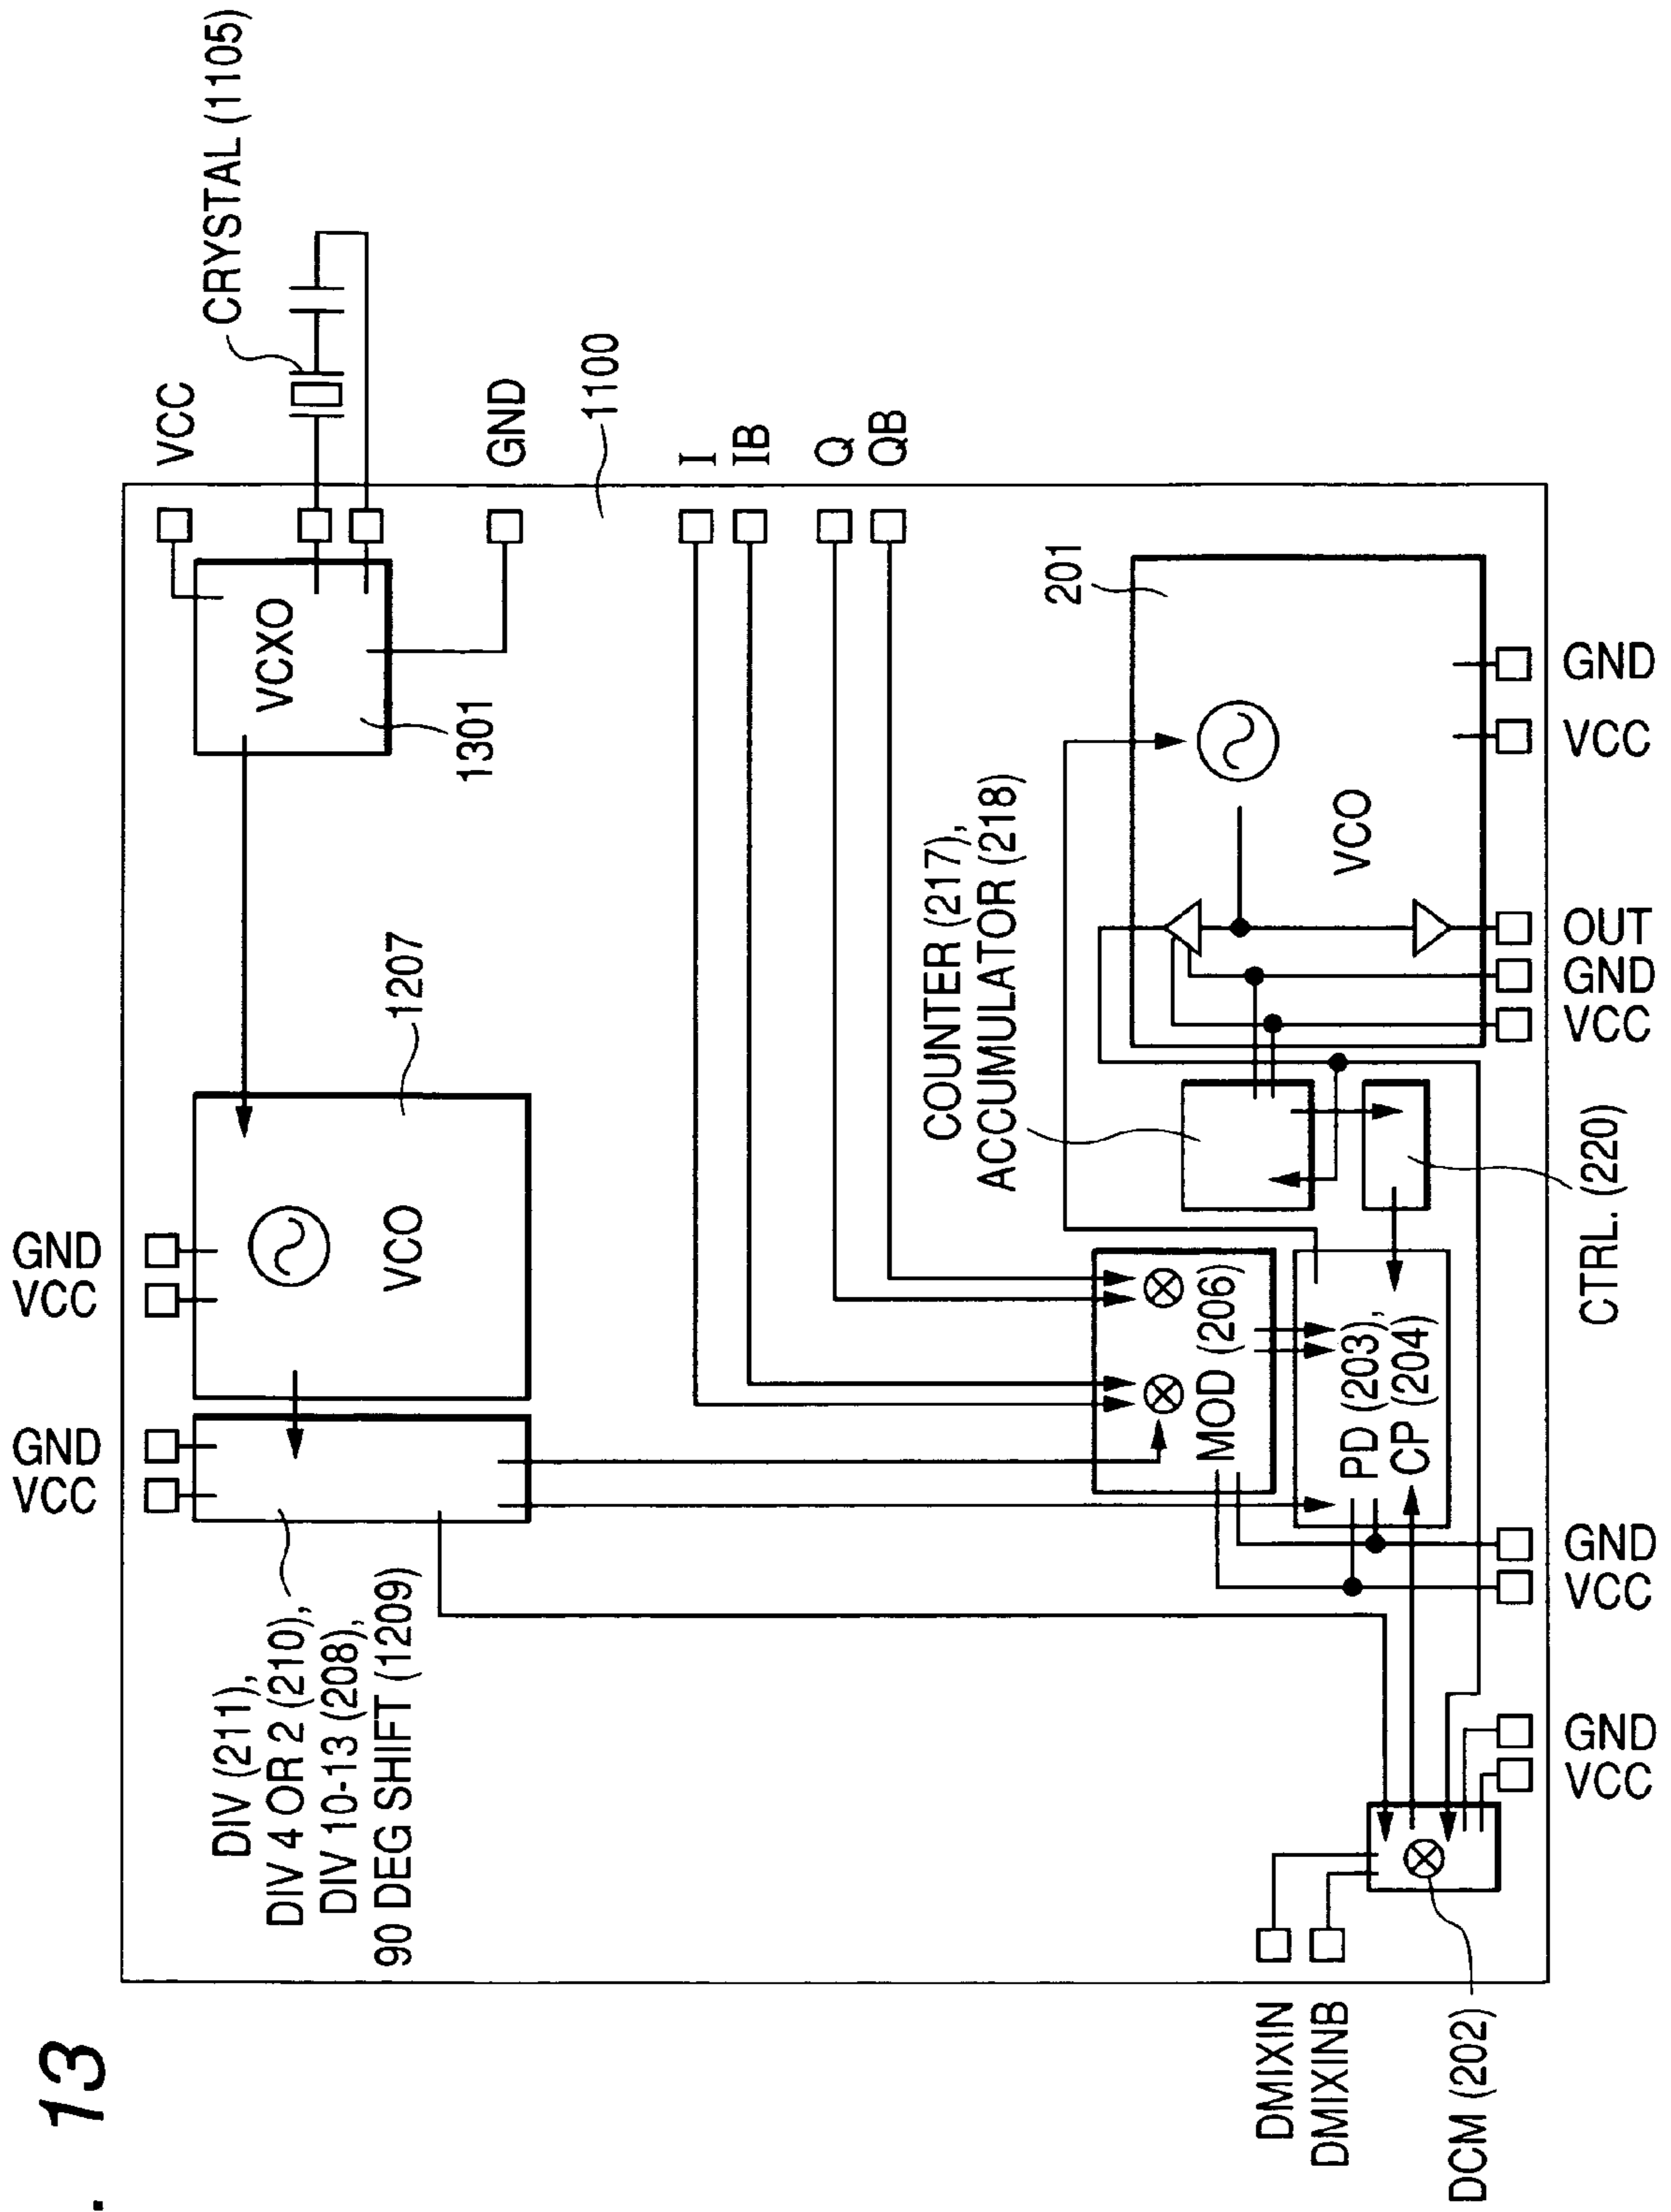 . 13
CRYSTAL (1105)
VCC
GND
1100
I
IB
Q
QB
VCXO
1301
1207
VCO
GND
VCC
GND
VCC
DIV (211),
DIV 4 OR 2 (210),
DIV 10-13 (208),
90 DEG SHIFT (1209)
201
VCO
COUNTER (217),
ACCUMULATOR (218)
MOD (206)
PD (203),
CP (204)
CTRL. (220)
GND
VCC
OUT
GND
VCC
GND
VCC
GND
VCC
DMIXIN
DMIXINB
DCM (202)